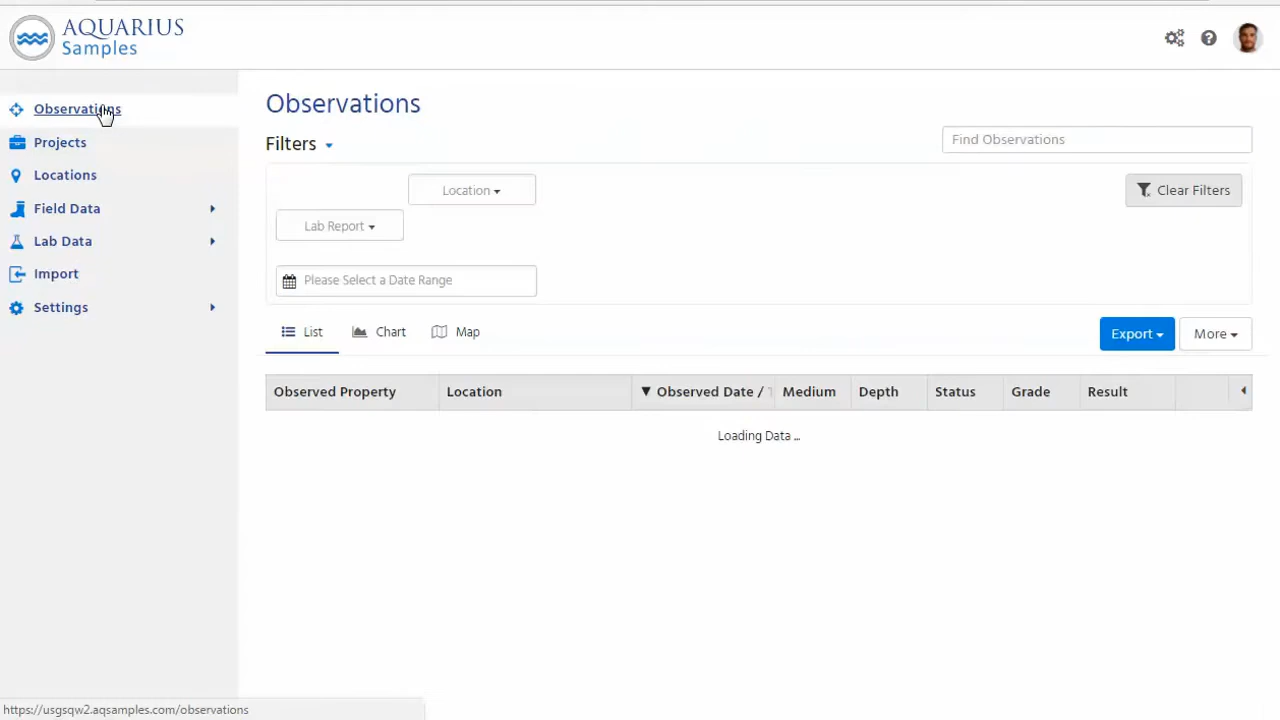 AQUARIUS
Samples
Observations
Projects
Locations
Field Data
Lab Data
Import
Settings
Observations
Filters
Find Observations
Location
Clear Filters
Lab Report
Please Select a Date Range
List
Chart
Map
Export
More
Observed Property
Location
Observed Date /
Medium
Depth
Status
Grade
Result
Loading Data ...
https://usgsqw2.aqsamples.com/observations